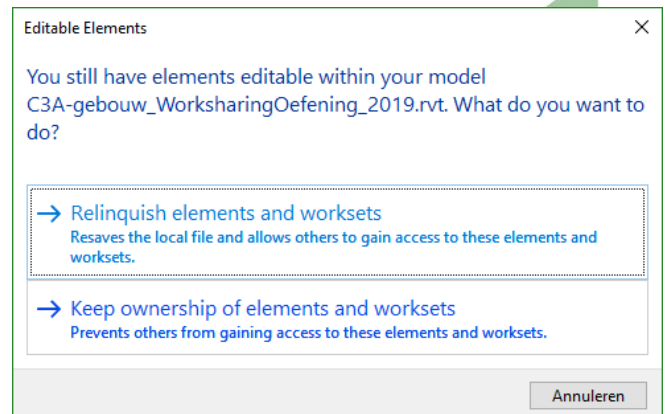 Editable Elements
You still have elements editable within your model
C3A-gebouw_WorksharingOefening_2019.rvt. What do you want to
do?
Relinquish elements and worksets
Resaves the local file and allows others to gain access to these elements and
worksets.
Keep ownership of elements and worksets
Prevents others from gaining access to these elements and worksets.
Annuleren